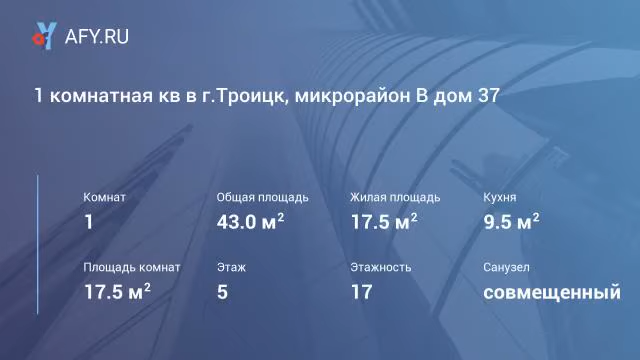 AFY.RU
1 комнатная кв в г.Троицк, микрорайон В дом 37
Комнат
1
Общая площадь
43.0 м²
Жилая площадь
17.5 м²
Кухня
9.5 м²
Площадь комнат
17.5 м²
Этаж
5
Этажность
17
Санузел
совмещенный